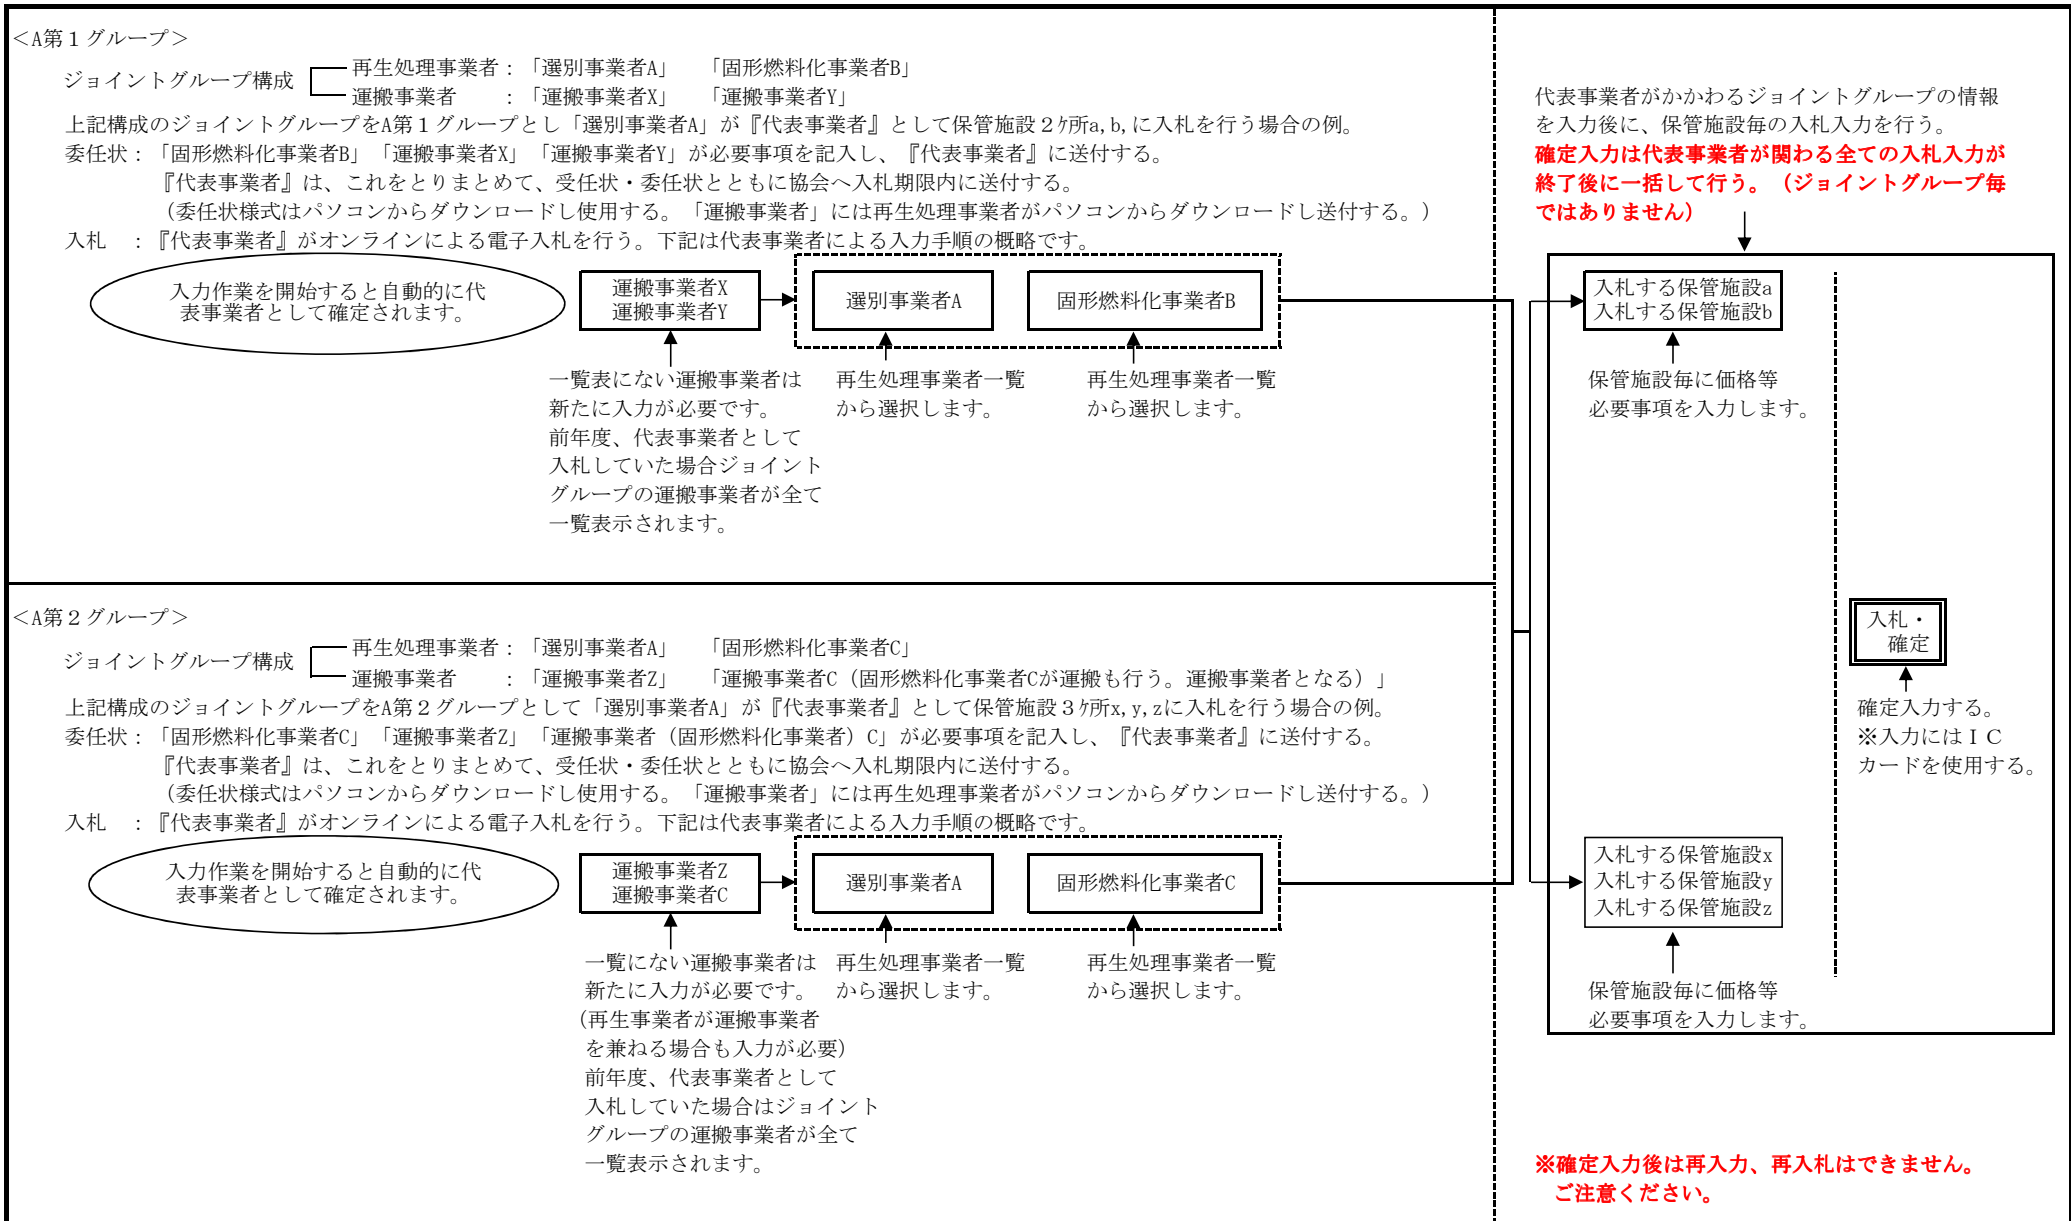 <A第１グループ>
ジョイントグループ構成
再生処理事業者：「選別事業者A」　「固形燃料化事業者B」
運搬事業者　　：「運搬事業者X」　「運搬事業者Y」
上記構成のジョイントグループをA第１グループとし「選別事業者A」が『代表事業者』として保管施設２ｹ所a,b,に入札を行う場合の例。
委任状：「固形燃料化事業者B」「運搬事業者X」「運搬事業者Y」が必要事項を記入し、『代表事業者』に送付する。
『代表事業者』は、これをとりまとめて、受任状・委任状とともに協会へ入札期限内に送付する。
（委任状様式はパソコンからダウンロードし使用する。「運搬事業者」には再生処理事業者がパソコンからダウンロードし送付する。）
入札　：『代表事業者』がオンラインによる電子入札を行う。下記は代表事業者による入力手順の概略です。
入力作業を開始すると自動的に代
表事業者として確定されます。
運搬事業者X
運搬事業者Y
選別事業者A
固形燃料化事業者B
一覧表にない運搬事業者は
新たに入力が必要です。
前年度、代表事業者として
入札していた場合ジョイント
グループの運搬事業者が全て
一覧表示されます。
再生処理事業者一覧
から選択します。
再生処理事業者一覧
から選択します。
<A第２グループ>
ジョイントグループ構成
再生処理事業者：「選別事業者A」　「固形燃料化事業者C」
運搬事業者　　：「運搬事業者Z」　「運搬事業者C（固形燃料化事業者Cが運搬も行う。運搬事業者となる）」
上記構成のジョイントグループをA第２グループとして「選別事業者A」が『代表事業者』として保管施設３ｹ所x,y,zに入札を行う場合の例。
委任状：「固形燃料化事業者C」「運搬事業者Z」「運搬事業者（固形燃料化事業者）C」が必要事項を記入し、『代表事業者』に送付する。
『代表事業者』は、これをとりまとめて、受任状・委任状とともに協会へ入札期限内に送付する。
（委任状様式はパソコンからダウンロードし使用する。「運搬事業者」には再生処理事業者がパソコンからダウンロードし送付する。）
入札　：『代表事業者』がオンラインによる電子入札を行う。下記は代表事業者による入力手順の概略です。
入力作業を開始すると自動的に代
表事業者として確定されます。
運搬事業者Z
運搬事業者C
選別事業者A
固形燃料化事業者C
一覧にない運搬事業者は
新たに入力が必要です。
（再生事業者が運搬事業者
を兼ねる場合も入力が必要）
前年度、代表事業者として
入札していた場合はジョイント
グループの運搬事業者が全て
一覧表示されます。
再生処理事業者一覧
から選択します。
再生処理事業者一覧
から選択します。
代表事業者がかかわるジョイントグループの情報
を入力後に、保管施設毎の入札入力を行う。
確定入力は代表事業者が関わる全ての入札入力が
終了後に一括して行う。（ジョイントグループ毎
ではありません）
入札する保管施設a
入札する保管施設b
保管施設毎に価格等
必要事項を入力します。
入札・
確定
確定入力する。
※入力にはＩＣ
カードを使用する。
入札する保管施設x
入札する保管施設y
入札する保管施設z
保管施設毎に価格等
必要事項を入力します。
※確定入力後は再入力、再入札はできません。
ご注意ください。